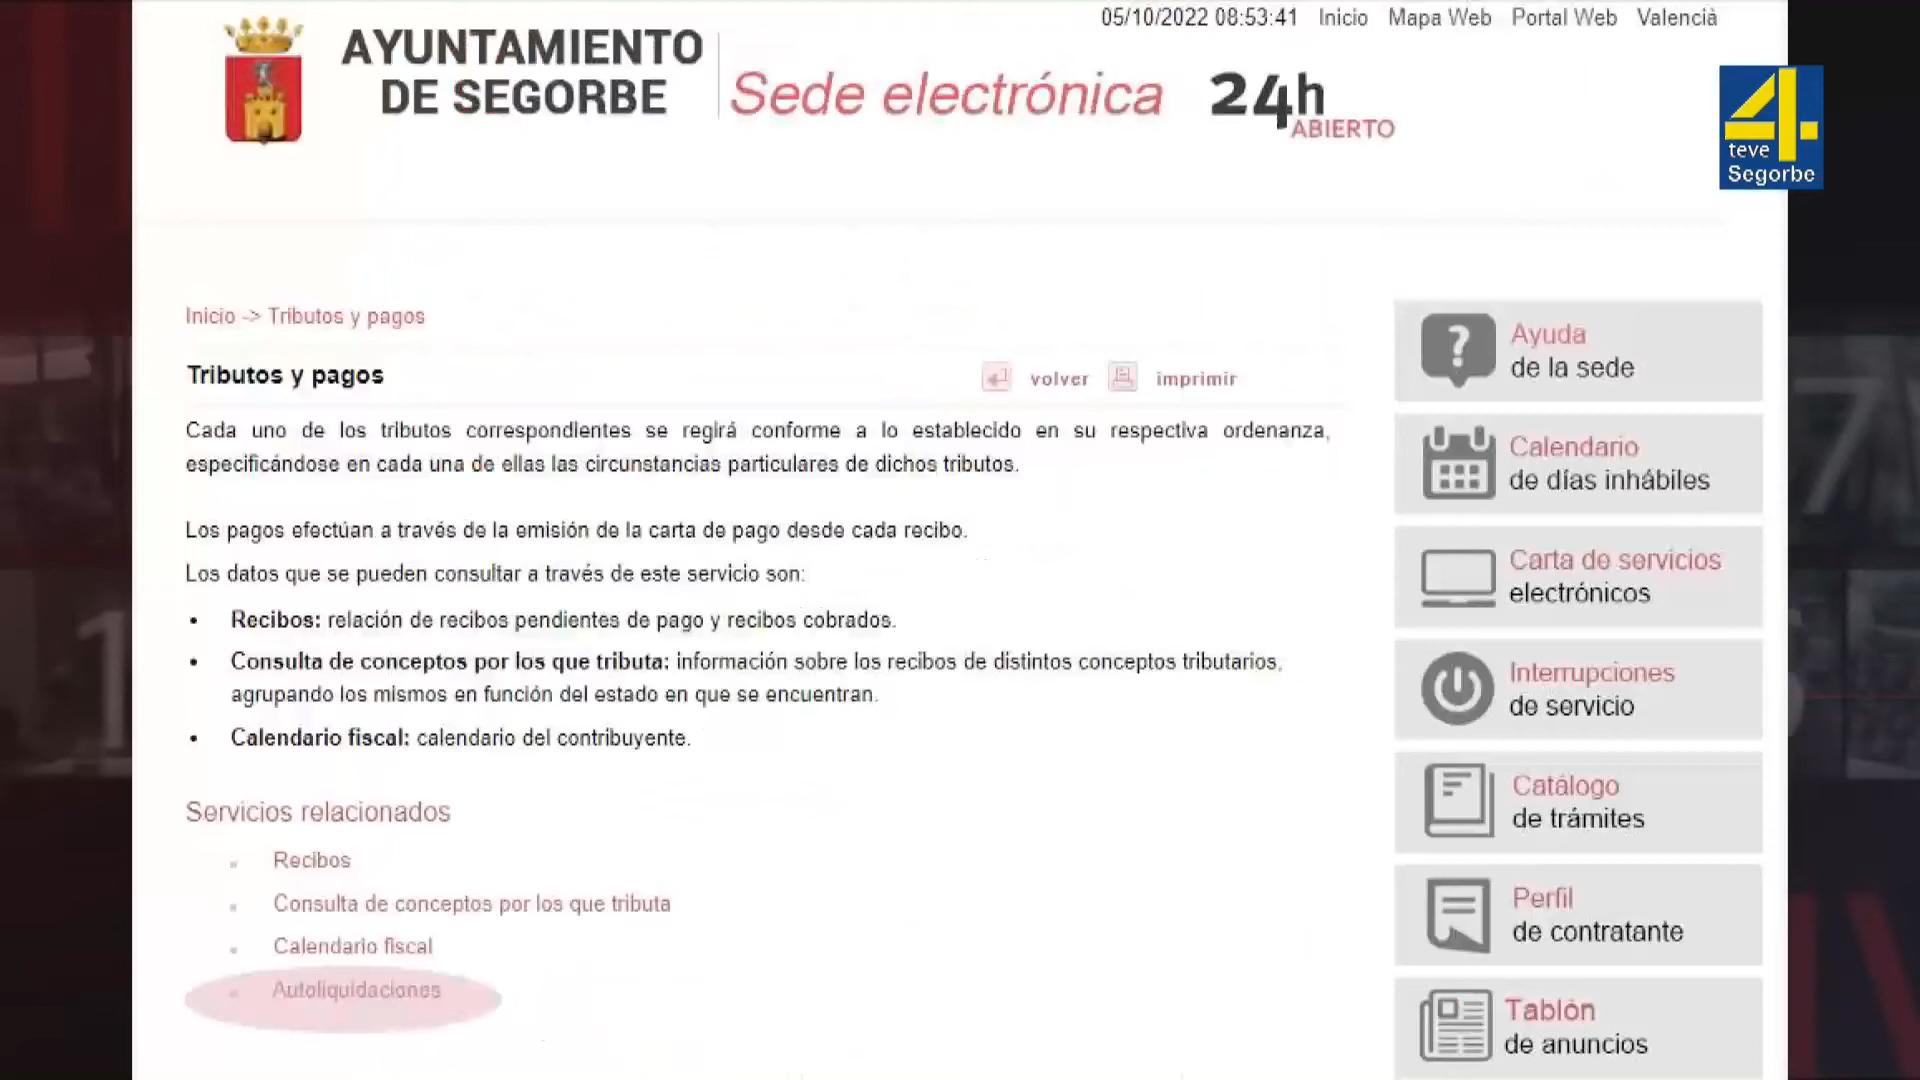 05/10/2022 08:53:41 Inicio Mapa Web Portal Web Valencià
AYUNTAMIENTO
DE SEGORBE
Sede electrónica
24h
ABIERTO
4
teve
Segorbe
Inicio -> Tributos y pagos
Tributos y pagos
volver imprimir
Cada uno de los tributos correspondientes se regirá conforme a lo establecido en su respectiva ordenanza,
especificándose en cada una de ellas las circunstancias particulares de dichos tributos.
Los pagos efectúan a través de la emisión de la carta de pago desde cada recibo.
Los datos que se pueden consultar a través de este servicio son:
• Recibos: relación de recibos pendientes de pago y recibos cobrados.
• Consulta de conceptos por los que tributa: información sobre los recibos de distintos conceptos tributarios,
agrupando los mismos en función del estado en que se encuentran.
• Calendario fiscal: calendario del contribuyente.
Servicios relacionados
Recibos
Consulta de conceptos por los que tributa
Calendario fiscal
Autoliquidaciones
Ayuda
de la sede
Calendario
de días inhábiles
Carta de servicios
electrónicos
Interrupciones
de servicio
Catálogo
de trámites
Perfil
de contratante
Tablón
de anuncios